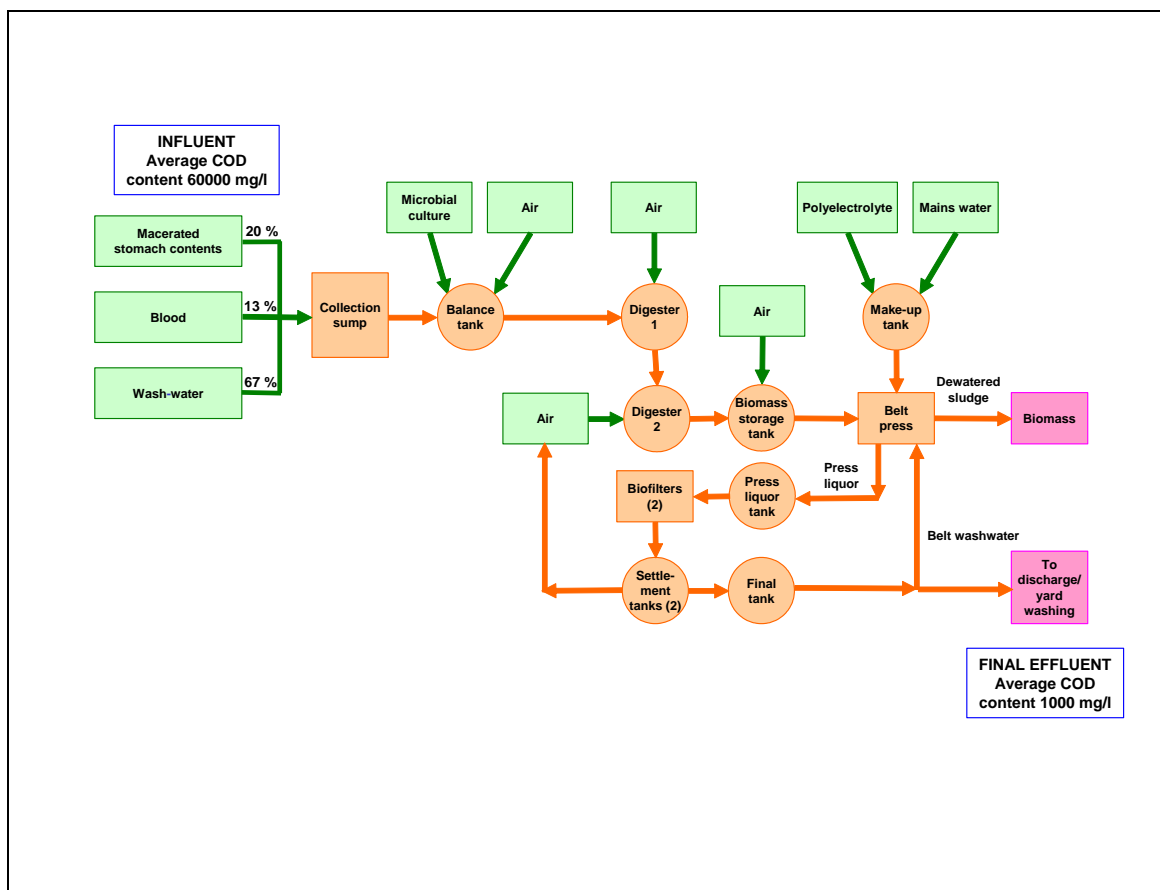 INFLUENT
Average COD
content 60000 mg/l
Macerated
stomach contents
20 %
Blood
13 %
Wash-water
67 %
Collection
sump
Microbial
culture
Air
Balance
tank
Air
Digester
1
Air
Digester
2
Air
Biomass
storage
tank
Polyelectrolyte
Mains water
Make-up
tank
Belt
press
Dewatered
sludge
Biomass
Press
liquor
Press
liquor
tank
Biofilters
(2)
Settle-
ment
tanks (2)
Final
tank
Belt washwater
To
discharge/
yard
washing
FINAL EFFLUENT
Average COD
content 1000 mg/l